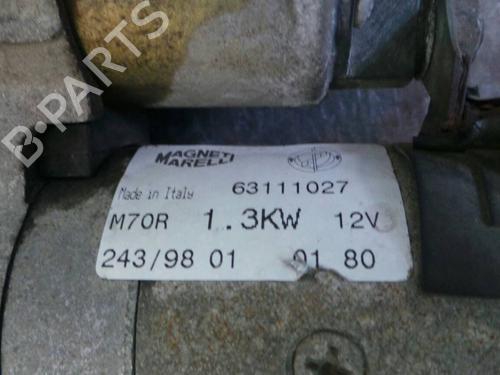 B-PARTS
MAGNETI
MARELLI
Made in Italy 63111027
M70R 1.3KW 12V
243/98 01 01 80